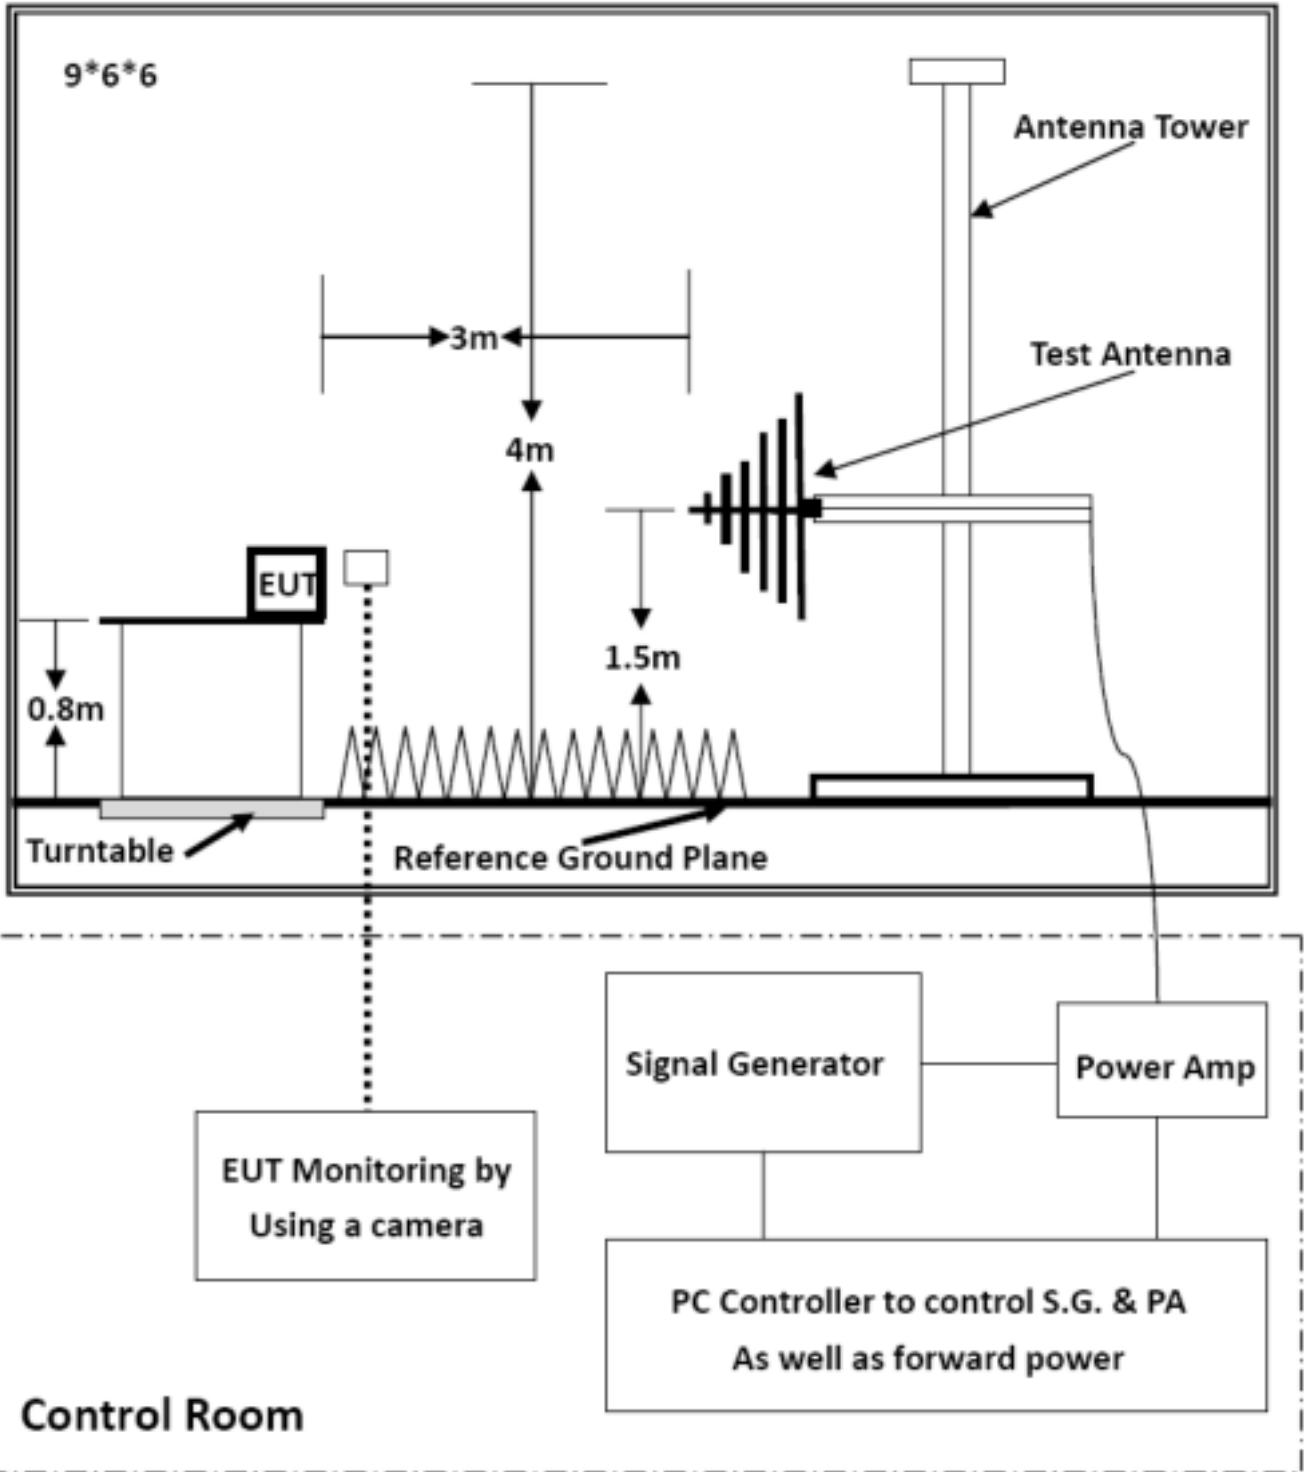 9*6*6
Antenna Tower
3m
Test Antenna
4m
EUT
1.5m
0.8m
Turntable
Reference Ground Plane
Signal Generator
Power Amp
EUT Monitoring by
Using a camera
PC Controller to control S.G. & PA
As well as forward power
Control Room